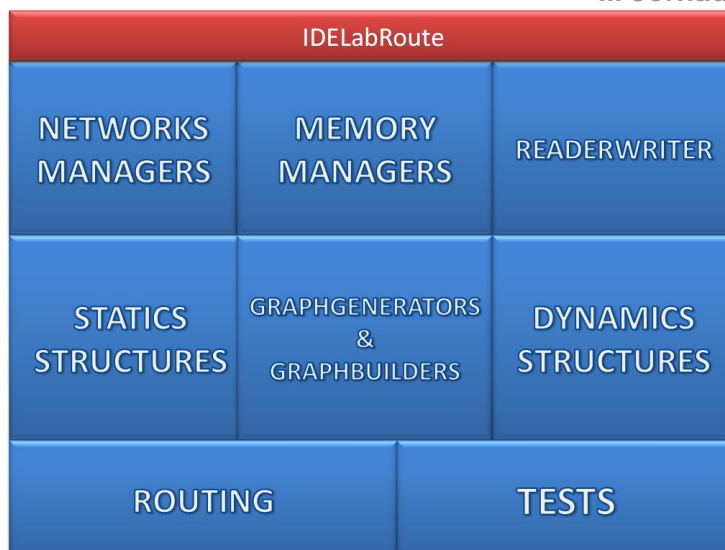 IDELabRoute
NETWORKS
MANAGERS
MEMORY
MANAGERS
READERWRITER
STATICS
STRUCTURES
GRAPHGENERATORS
&
GRAPHBUILDERS
DYNAMICS
STRUCTURES
ROUTING
TESTS